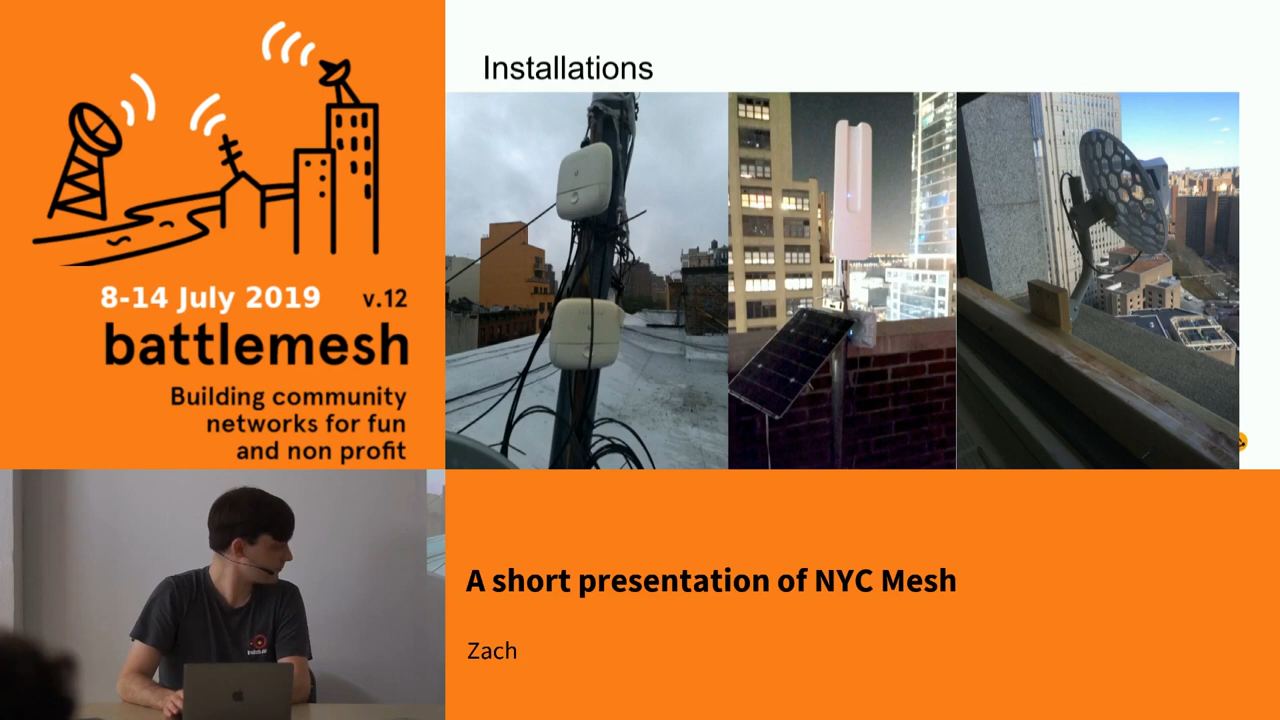 Installations
8-14 July 2019
v.12
battlemesh
Building community
networks for fun
and non profit
A short presentation of NYC Mesh
Zach